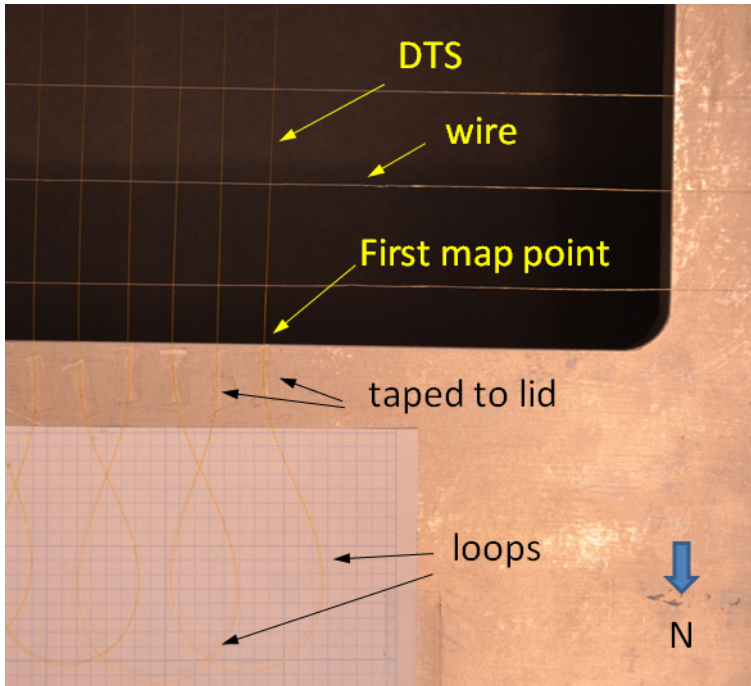 DTS
wire
First map point
taped to lid
loops
N